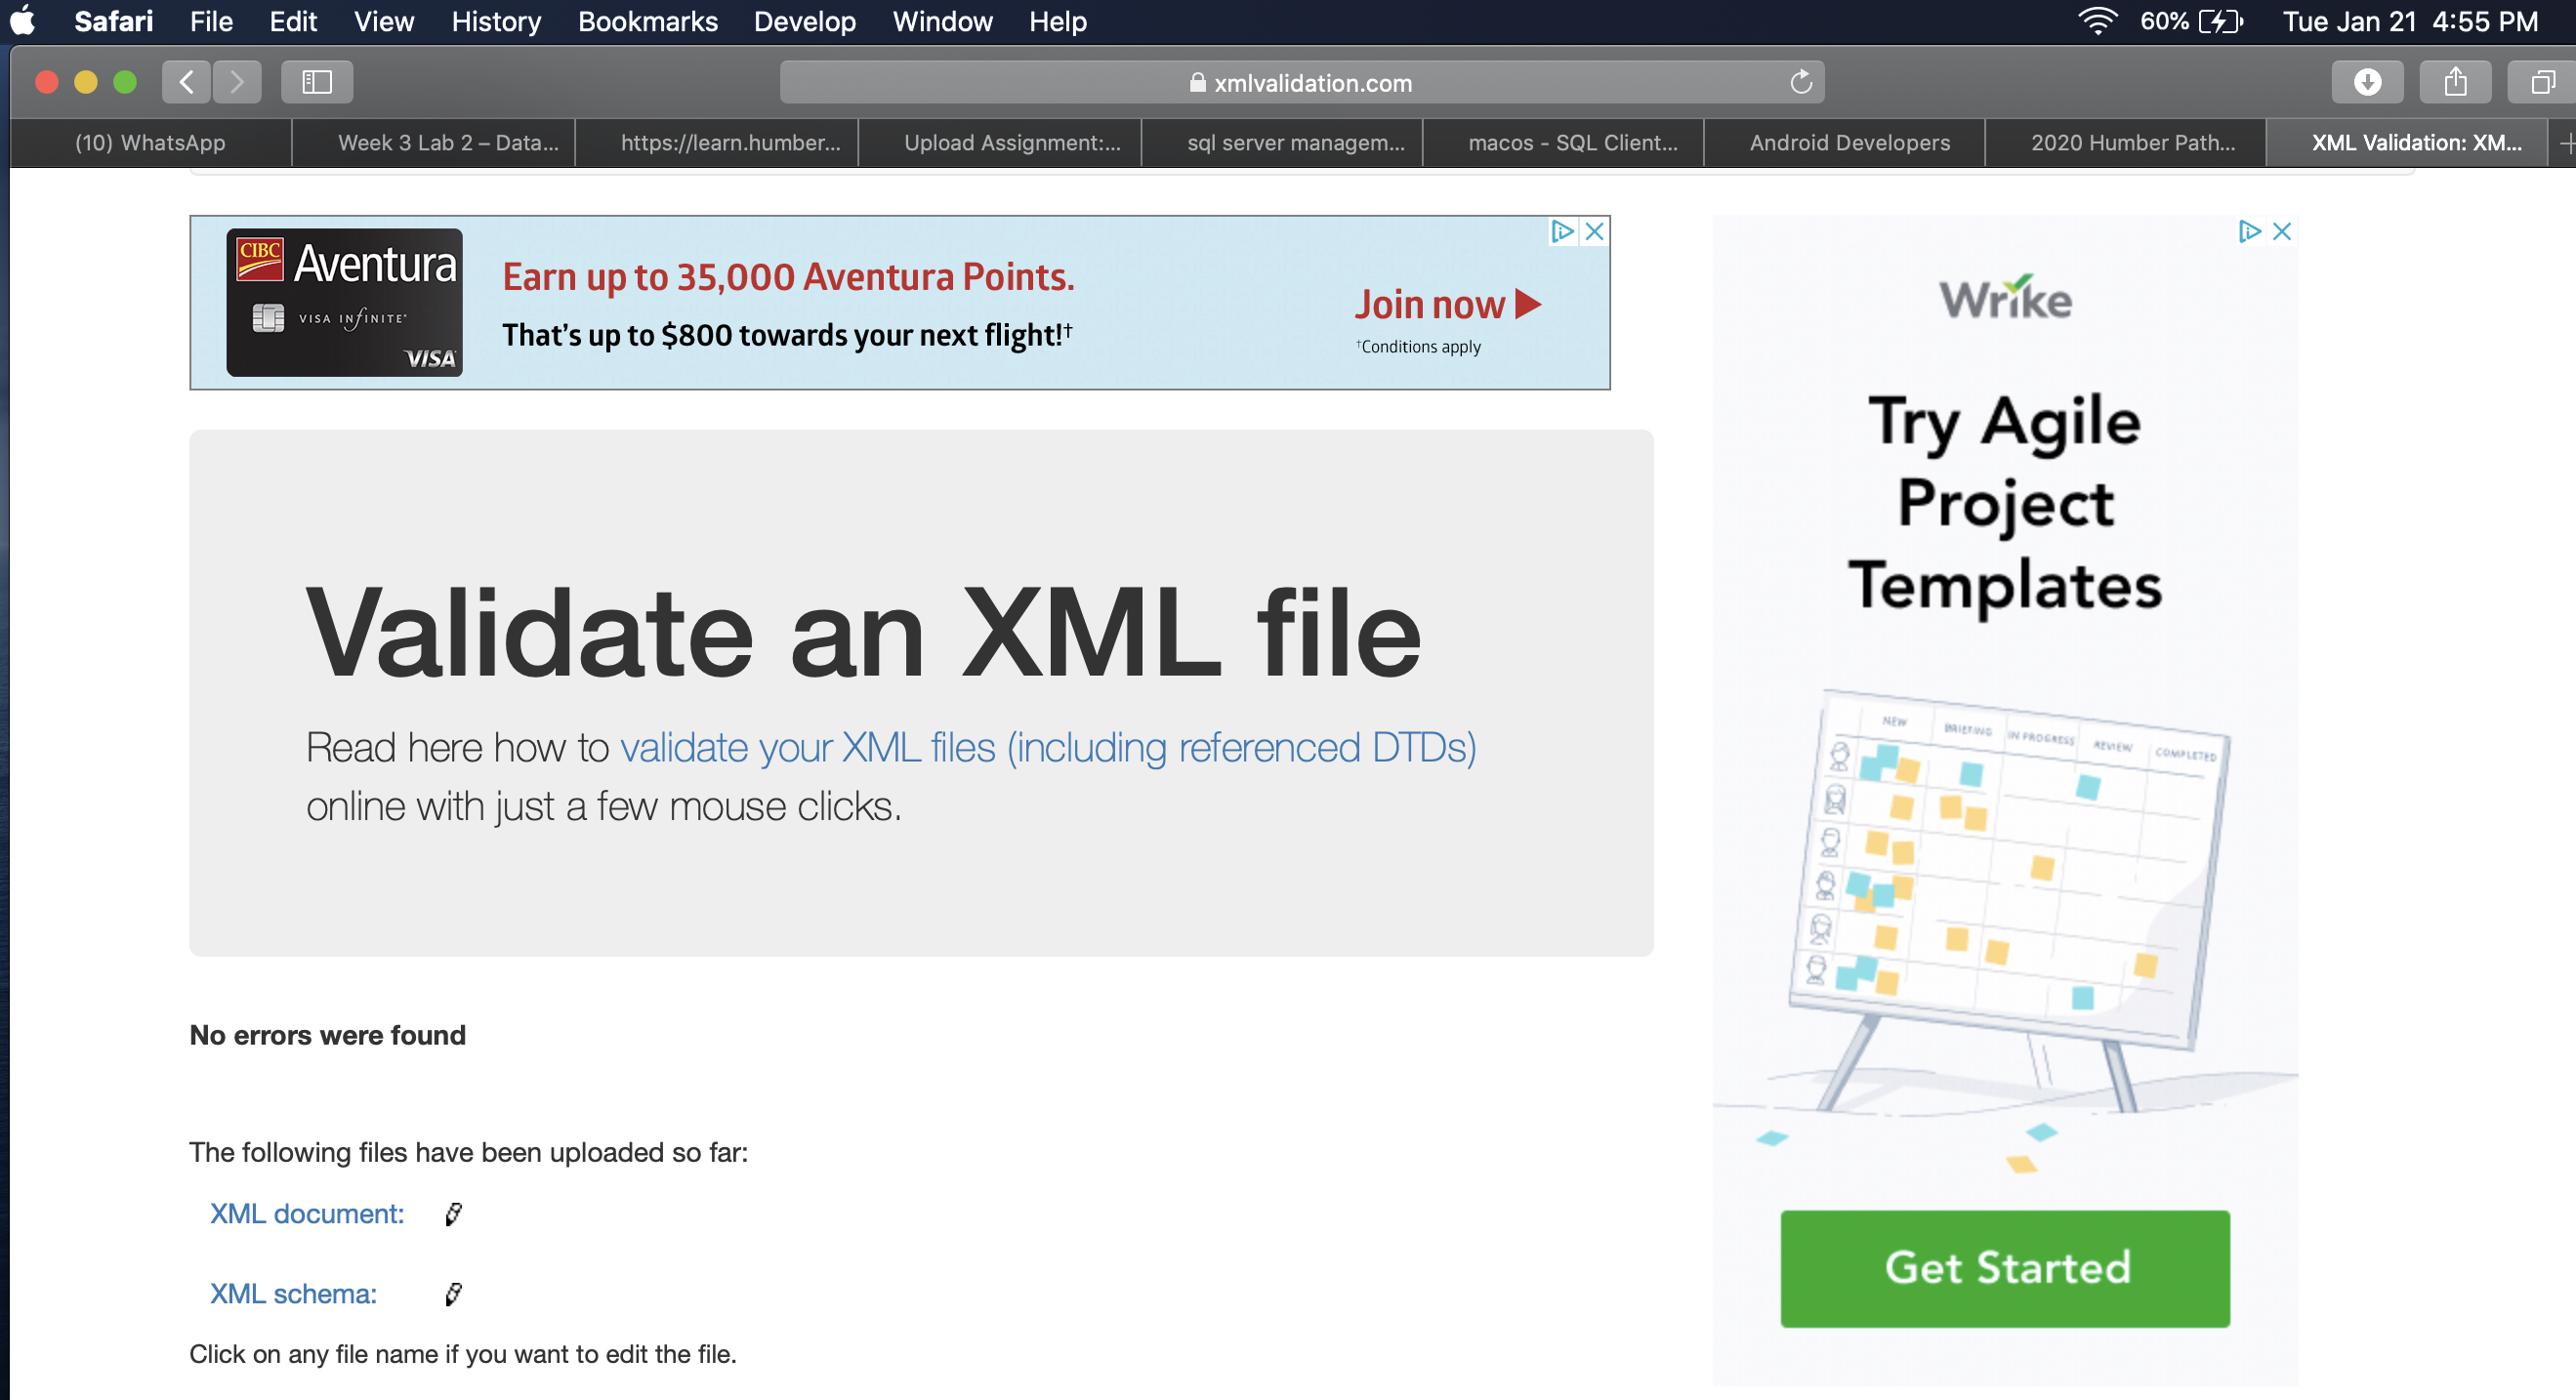 Safari File Edit View History Bookmarks Develop Window Help 60% Tue Jan 21 4:55 PM
xmlvalidation.com
(10) WhatsApp Week 3 Lab 2 – Data... https://learn.humber... Upload Assignment:... sql server managem... macos - SQL Client... Android Developers 2020 Humber Path... XML Validation: XM...
CIBC Aventura
VISA INFINITE*
VISA
Earn up to 35,000 Aventura Points.
That's up to $800 towards your next flight!†
Join now
†Conditions apply
Validate an XML file
Read here how to validate your XML files (including referenced DTDs)
online with just a few mouse clicks.
No errors were found
The following files have been uploaded so far:
XML document:
XML schema:
Click on any file name if you want to edit the file.
Wrike
Try Agile
Project
Templates
NEW BRIEFING IN PROGRESS REVIEW COMPLETED
Get Started